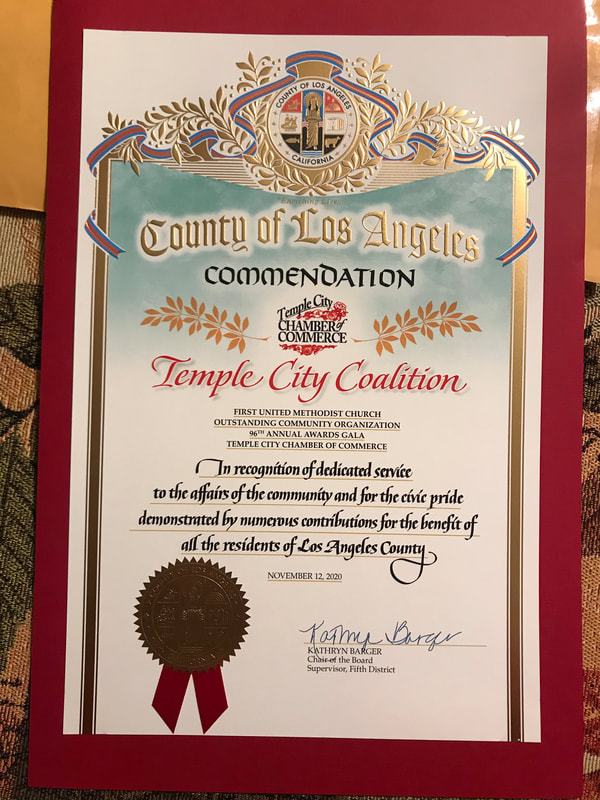 COUNTY OF LOS ANGELES
CALIFORNIA
County of Los Angeles
COMMENDATION
Temple City
CHAMBER of
COMMERCE
Temple City Coalition
FIRST UNITED METHODIST CHURCH
OUTSTANDING COMMUNITY ORGANIZATION
96TH ANNUAL AWARDS GALA
TEMPLE CITY CHAMBER OF COMMERCE
In recognition of dedicated service
to the affairs of the community and for the civic pride
demonstrated by numerous contributions for the benefit of
all the residents of Los Angeles County
NOVEMBER 12, 2020
Kathryn Barger
KATHRYN BARGER
Chair of the Board
Supervisor, Fifth District